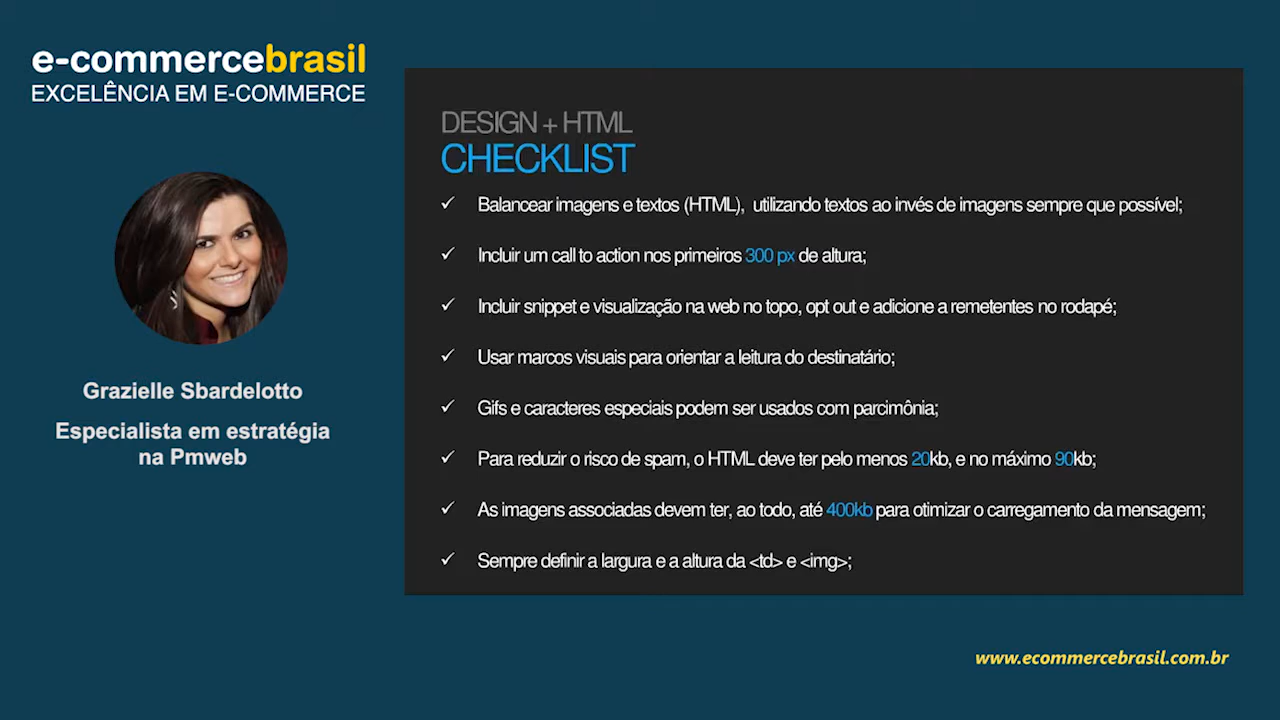 e-commercebrasil
EXCELÊNCIA EM E-COMMERCE
Grazielle Sbardelotto
Especialista em estratégia
na Pmweb
DESIGN + HTML
CHECKLIST
✓ Balancear imagens e textos (HTML), utilizando textos ao invés de imagens sempre que possível;
✓ Incluir um call to action nos primeiros 300 px de altura;
✓ Incluir snippet e visualização na web no topo, opt out e adicione a remetentes no rodapé;
✓ Usar marcos visuais para orientar a leitura do destinatário;
✓ Gifs e caracteres especiais podem ser usados com parcimônia;
✓ Para reduzir o risco de spam, o HTML deve ter pelo menos 20kb, e no máximo 90kb;
✓ As imagens associadas devem ter, ao todo, até 400kb para otimizar o carregamento da mensagem;
✓ Sempre definir a largura e a altura da <td> e <img>;
www.ecommercebrasil.com.br